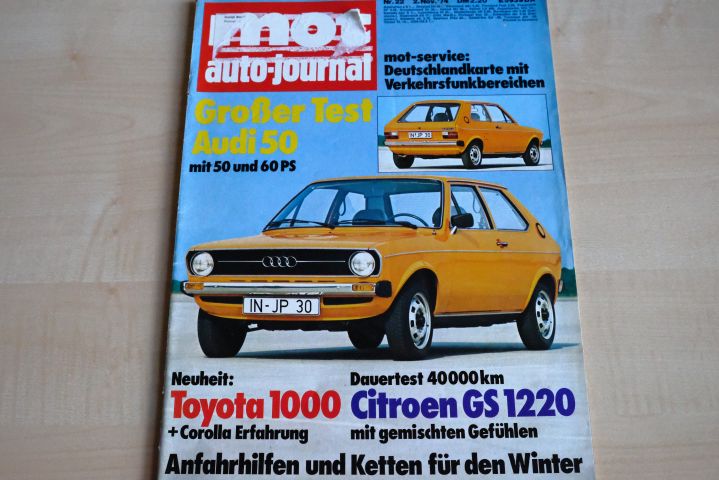 mot
auto-journal
Nr. 22 2. Nov. '74 DM 2.20
mot-service:
Deutschlandkarte mit
Verkehrsfunkbereichen
Großer Test
Audi 50
mit 50 und 60 PS
IN-JP 30
IN-JP 30
Neuheit:
Toyota 1000
+ Corolla Erfahrung
Dauertest 40000 km
Citroen GS 1220
mit gemischten Gefühlen
Anfahrhilfen und Ketten für den Winter